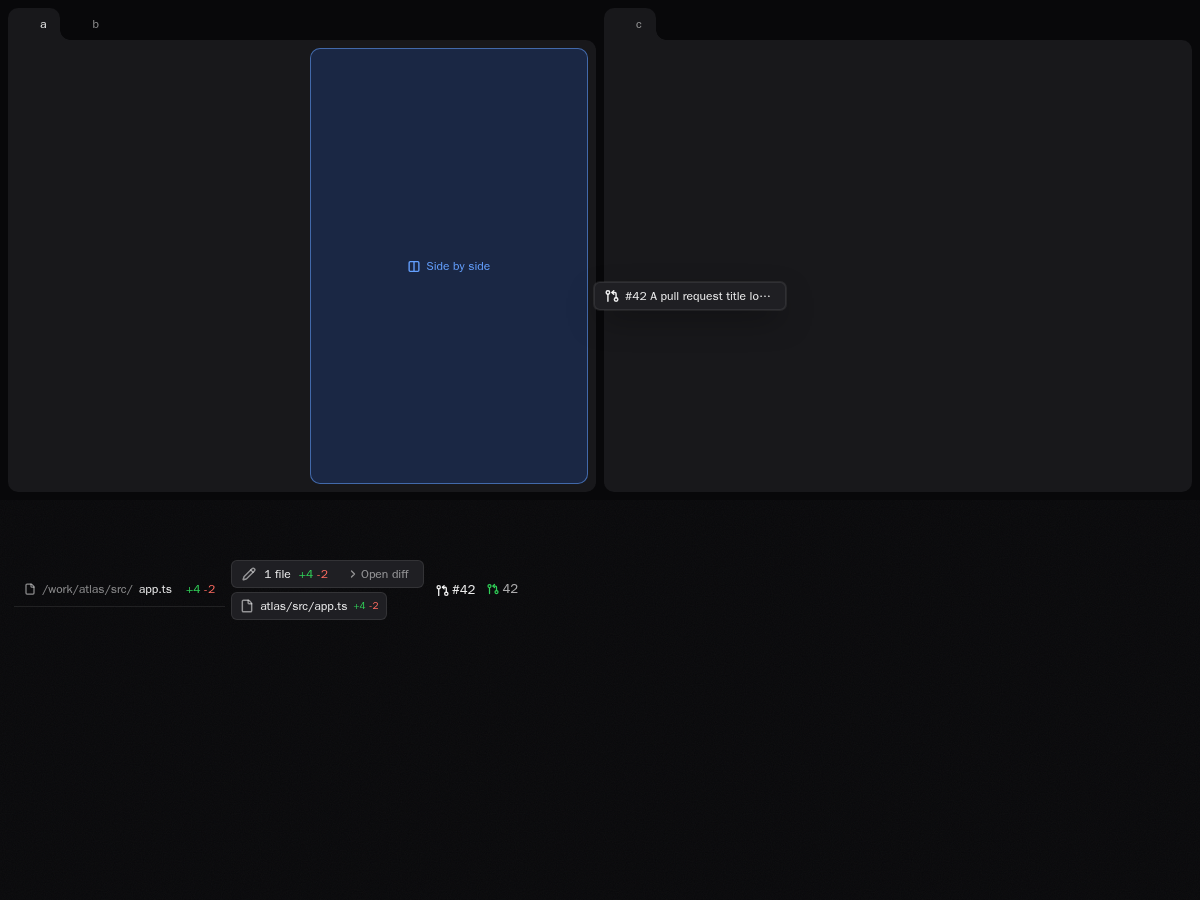 a
b
c
Side by side
#42 A pull request title lo···
/work/atlas/src/ app.ts +4 -2
1 file +4 -2 Open diff
atlas/src/app.ts +4 -2
#42
42